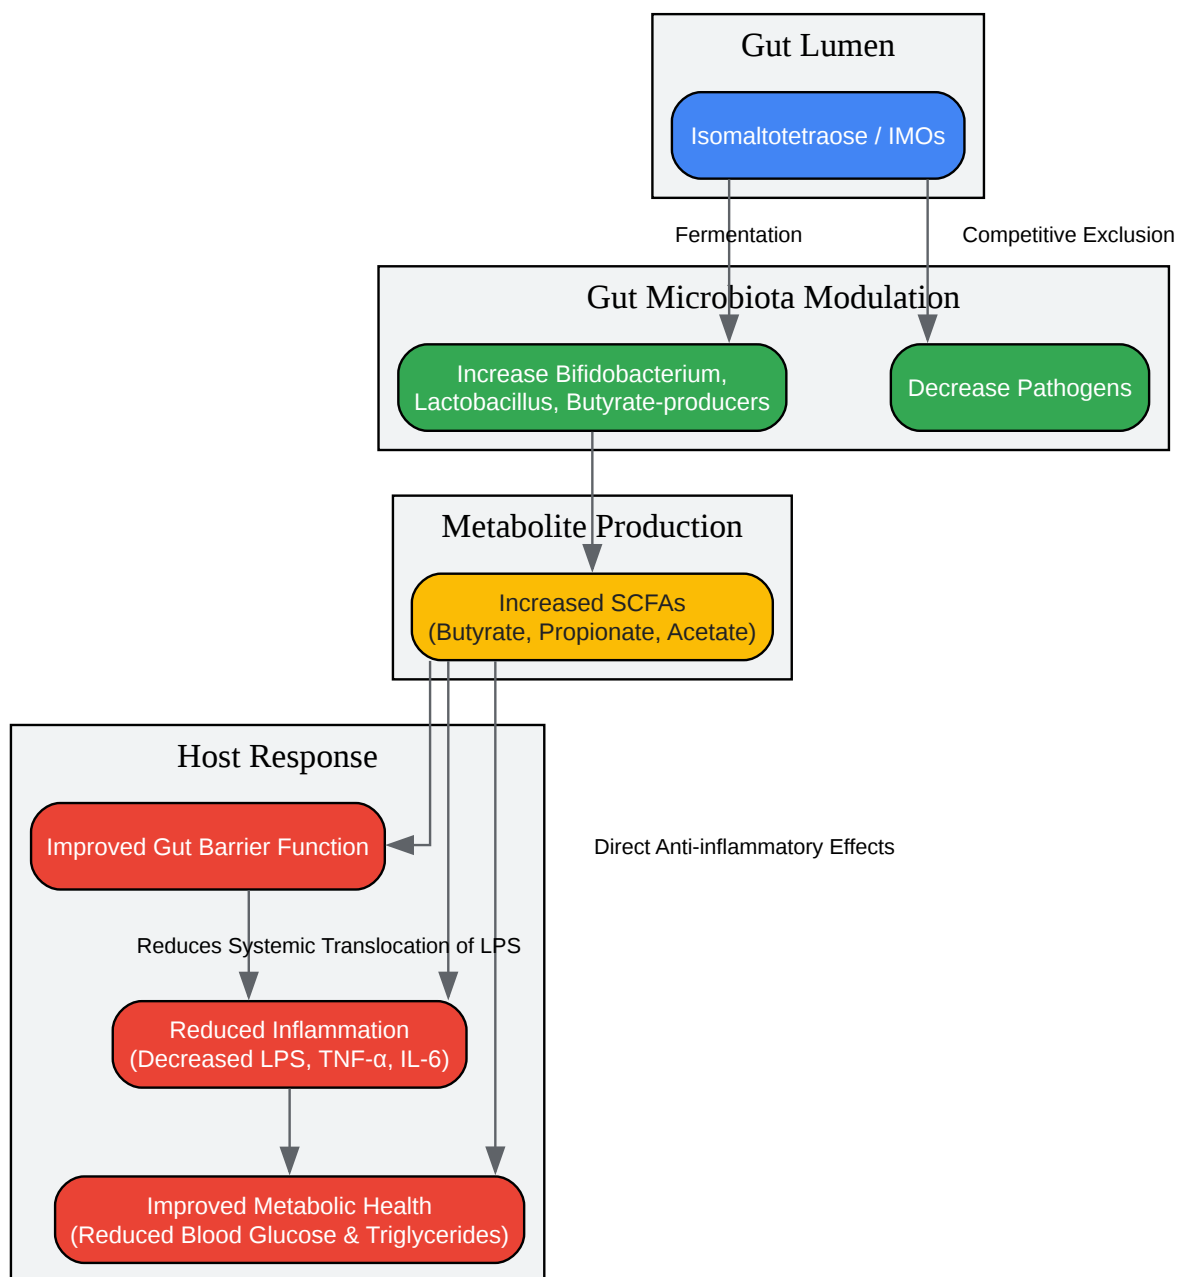 Gut Lumen
Isomaltotetraose / IMOs
Fermentation
Competitive Exclusion
Gut Microbiota Modulation
Increase Bifidobacterium,
Lactobacillus, Butyrate-producers
Decrease Pathogens
Metabolite Production
Increased SCFAs
(Butyrate, Propionate, Acetate)
Host Response
Improved Gut Barrier Function
Direct Anti-inflammatory Effects
Reduces Systemic Translocation of LPS
Reduced Inflammation
(Decreased LPS, TNF-α, IL-6)
Improved Metabolic Health
(Reduced Blood Glucose & Triglycerides)